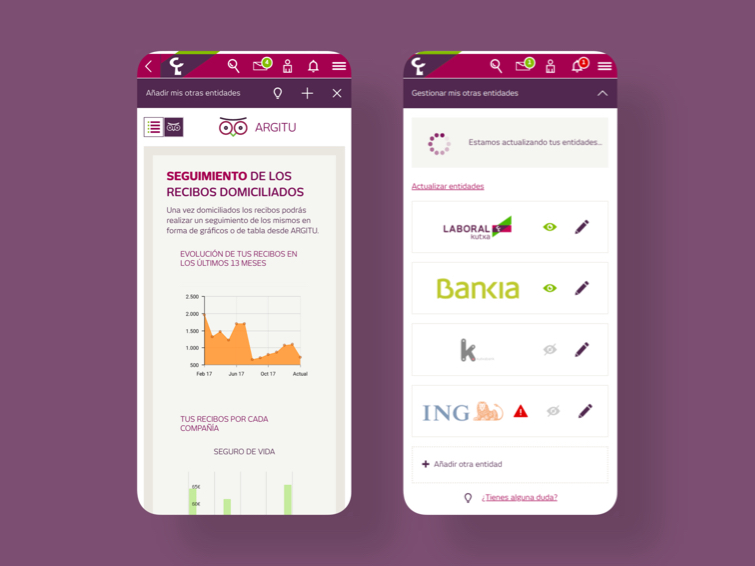 4
Añadir mis otras entidades
ARGITU
SEGUIMIENTO DE LOS
RECIBOS DOMICILIADOS
Una vez domiciliados los recibos podrás
realizar un seguimiento de los mismos en
forma de gráficos o de tabla desde ARGITU.
EVOLUCIÓN DE TUS RECIBOS EN
LOS ÚLTIMOS 13 MESES
2.500
2.000
1.500
1.000
500
Feb 17 Jun 17 Oct 17 Actual
TUS RECIBOS POR CADA
COMPAÑÍA
SEGURO DE VIDA
65€
60€
1
Gestionar mis otras entidades
Estamos actualizando tus entidades...
Actualizar entidades
LABORAL
kutxa
Bankia
k
ING
Añadir otra entidad
¿Tienes alguna duda?